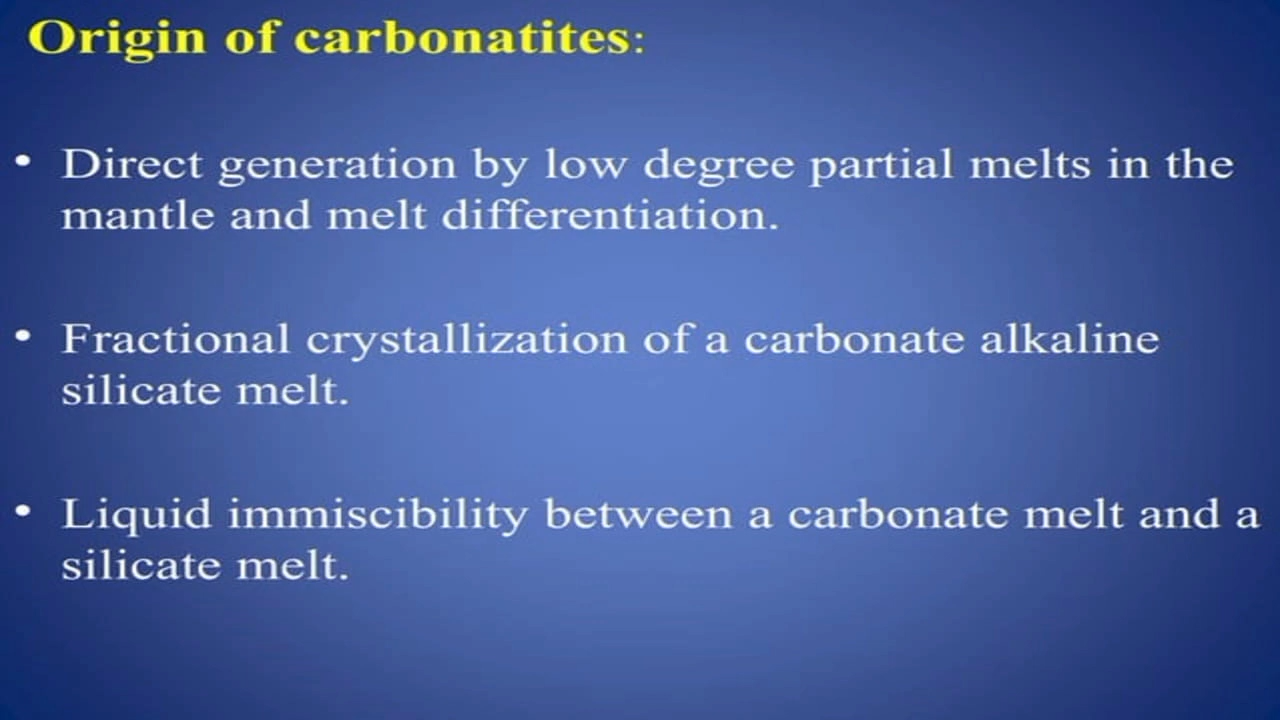 Origin of carbonatites:
• Direct generation by low degree partial melts in the
mantle and melt differentiation.
• Fractional crystallization of a carbonate alkaline
silicate melt.
• Liquid immiscibility between a carbonate melt and a
silicate melt.